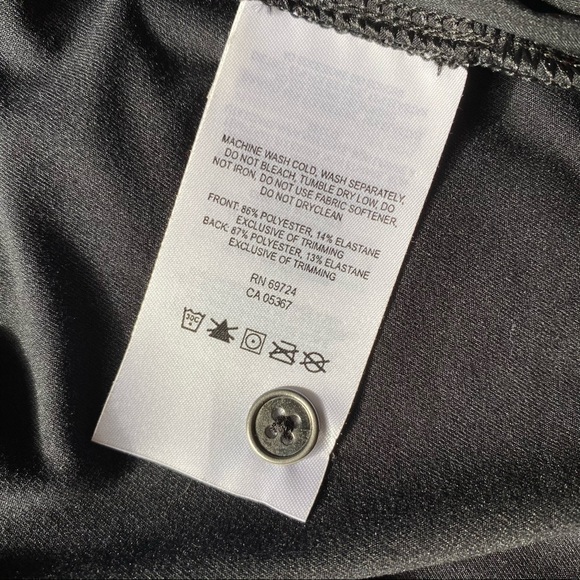 MACHINE WASH COLD, WASH SEPARATELY,
DO NOT BLEACH, TUMBLE DRY LOW, DO
NOT IRON, DO NOT USE FABRIC SOFTENER,
DO NOT DRYCLEAN
FRONT: 86% POLYESTER, 14% ELASTANE
EXCLUSIVE OF TRIMMING
BACK: 87% POLYESTER, 13% ELASTANE
EXCLUSIVE OF TRIMMING
RN 69724
CA 05367
30C